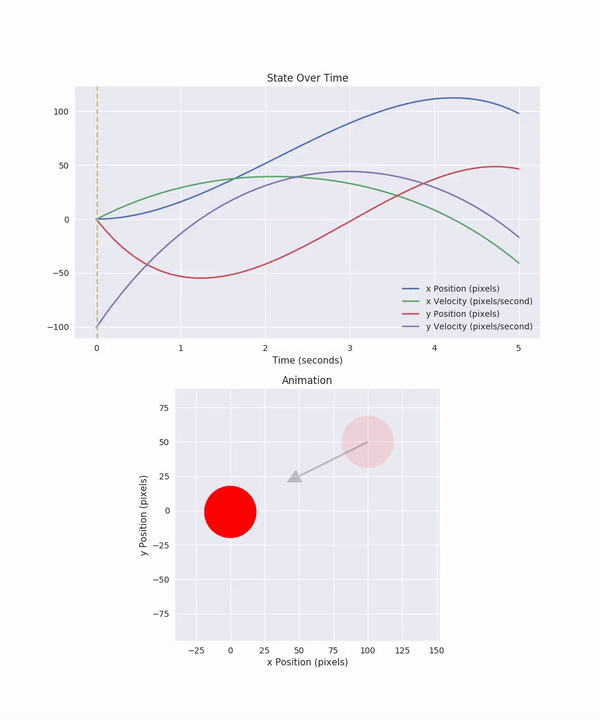 State Over Time
100
50
0
−50
−100
0 1 2 3 4 5
Time (seconds)
x Position (pixels)
x Velocity (pixels/second)
y Position (pixels)
y Velocity (pixels/second)
Animation
75
50
25
0
−25
−50
−75
y Position (pixels)
−25 0 25 50 75 100 125 150
x Position (pixels)